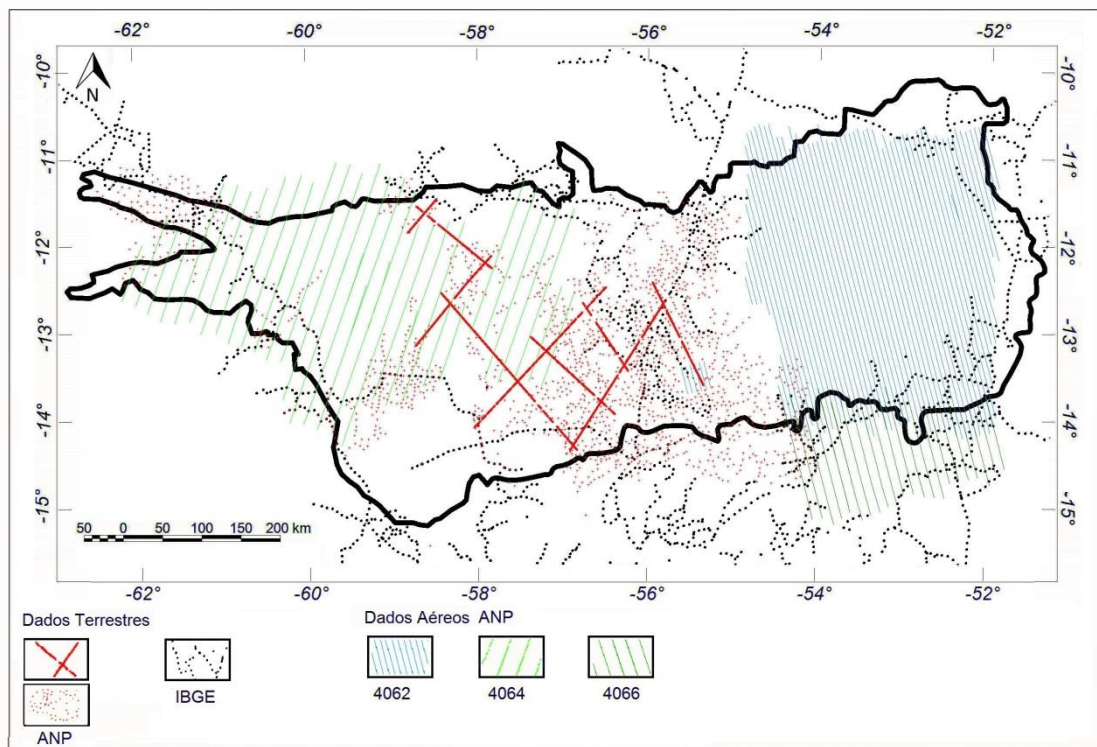 -62° -60° -58° -56° -54° -52°
-10° -10°
N
-11° -11°
-12° -12°
-13° -13°
-14° -14°
-15° -15°
50 0 50 100 150 200 km
-62° -60° -58° -56° -54° -52°
Dados Terrestres Dados Aéreos ANP
IBGE 4062 4064 4066
ANP